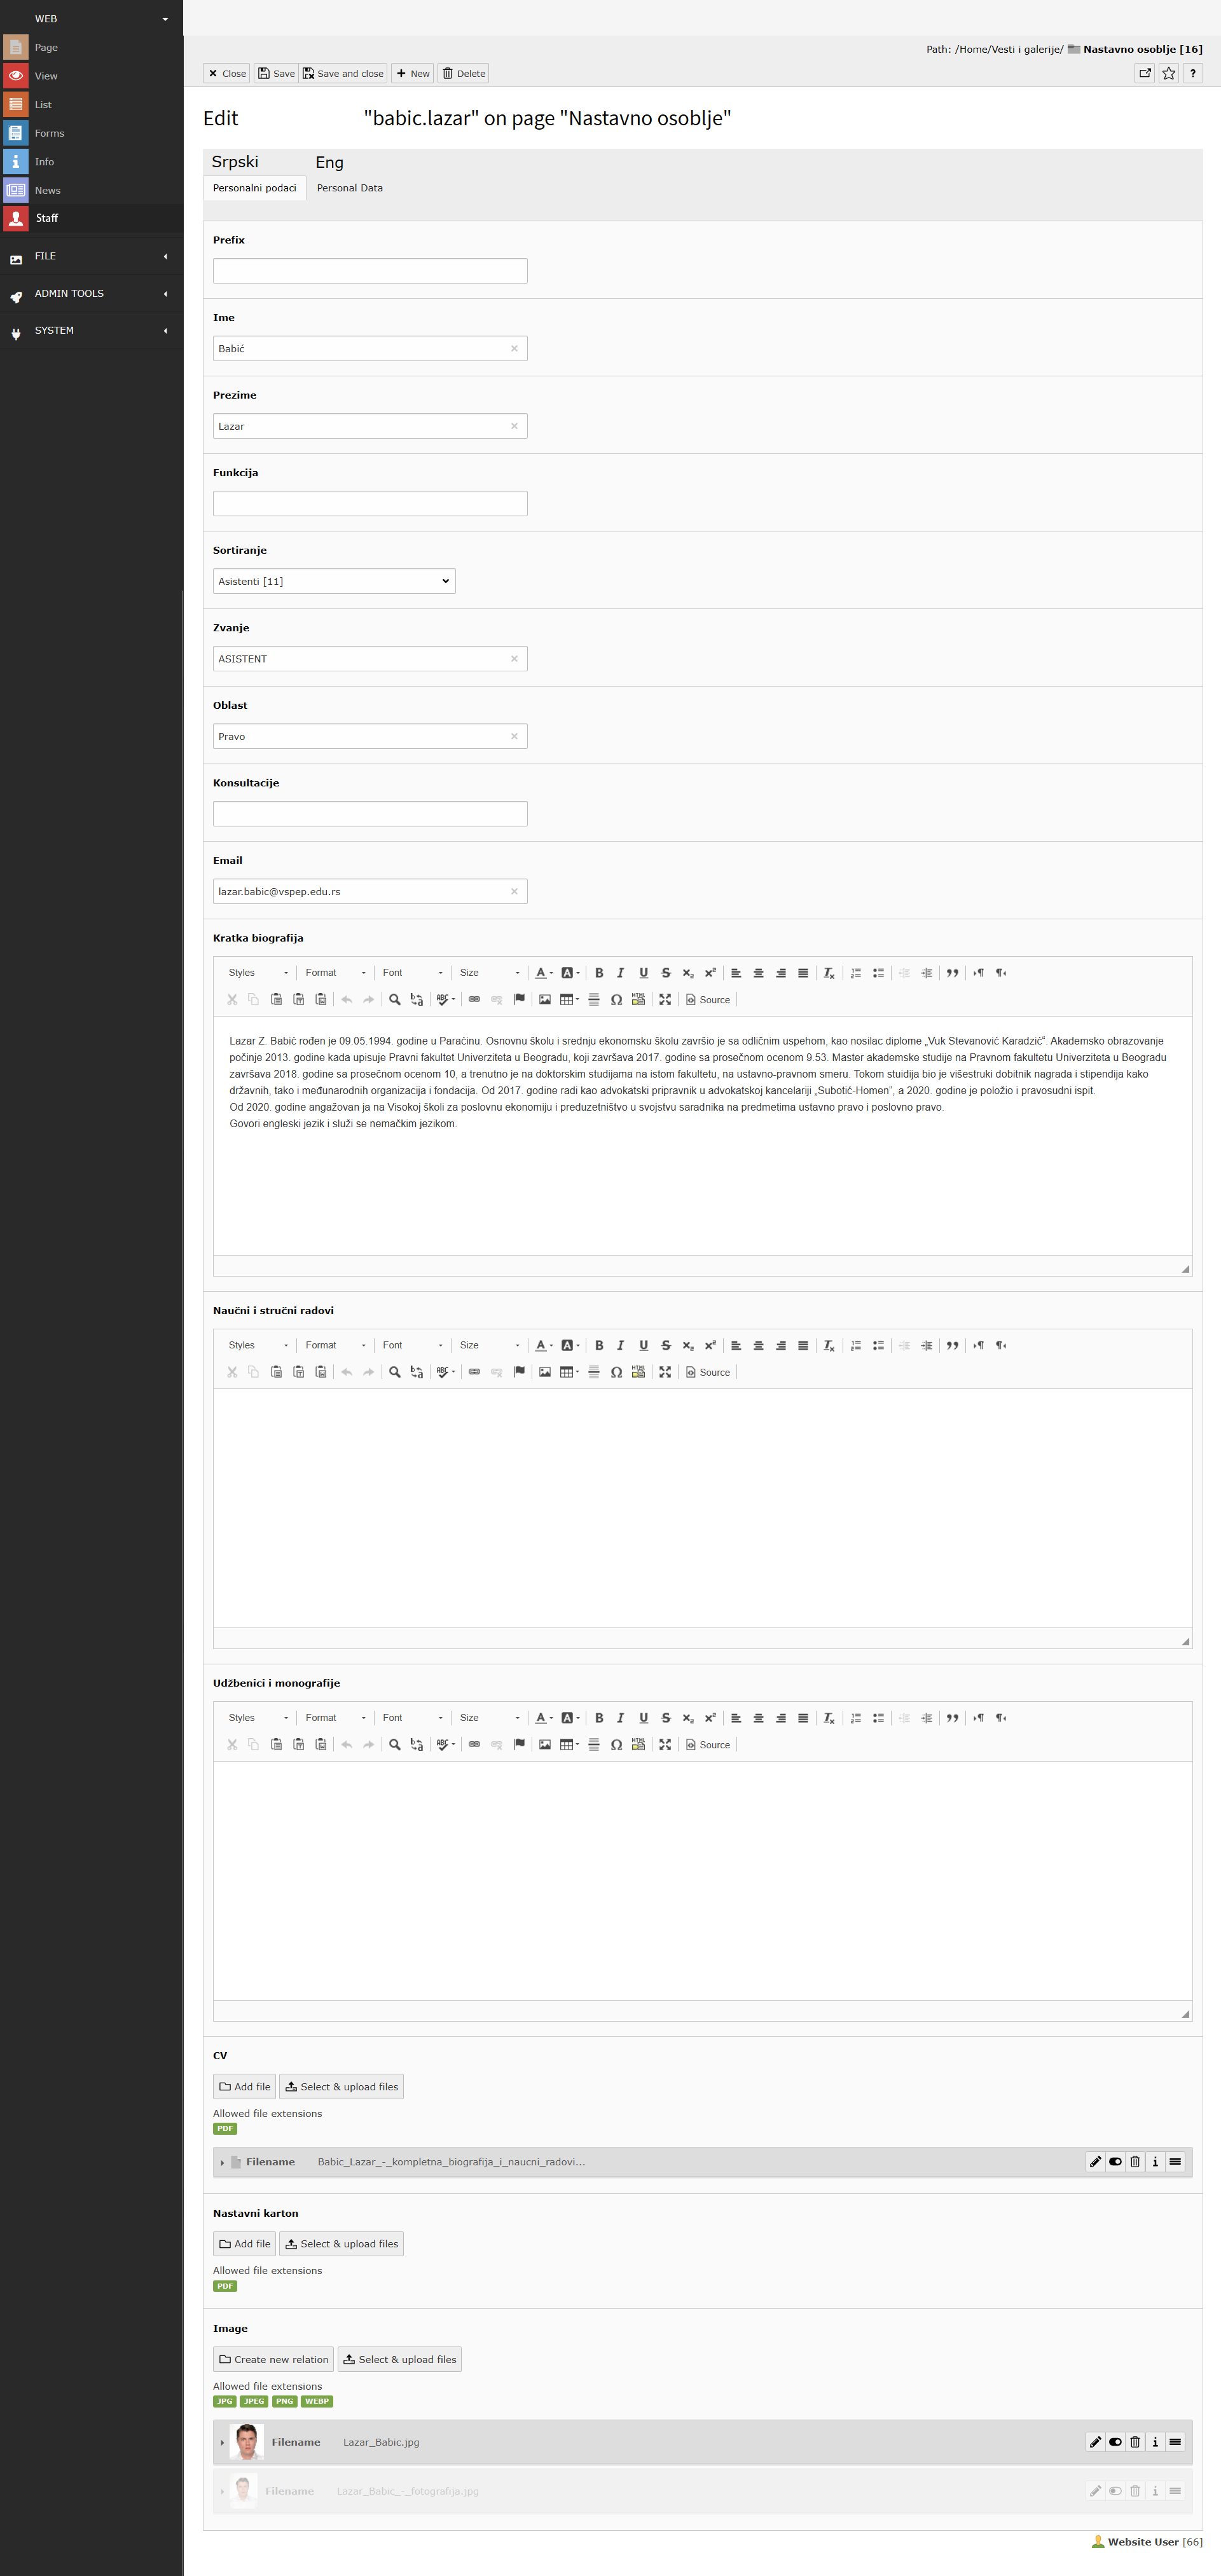 WEB
Page
View
List
Forms
Info
News
Staff
FILE
ADMIN TOOLS
SYSTEM
Path: /Home/Vesti i galerije/ Nastavno osoblje [16]
Close Save Save and close New Delete ?
Edit "babic.lazar" on page "Nastavno osoblje"
Srpski Eng
Personalni podaci Personal Data
Prefix
Ime
Babić
Prezime
Lazar
Funkcija
Sortiranje
Asistenti [11]
Zvanje
ASISTENT
Oblast
Pravo
Konsultacije
Email
lazar.babic@vspep.edu.rs
Kratka biografija
Styles Format Font Size
Source
Lazar Z. Babić rođen je 09.05.1994. godine u Paraćinu. Osnovnu školu i srednju ekonomsku školu završio je sa odličnim uspehom, kao nosilac diplome „Vuk Stevanović Karadzić“. Akademsko obrazovanje
počinje 2013. godine kada upisuje Pravni fakultet Univerziteta u Beogradu, koji završava 2017. godine sa prosečnom ocenom 9.53. Master akademske studije na Pravnom fakultetu Univerziteta u Beogradu
završava 2018. godine sa prosečnom ocenom 10, a trenutno je na doktorskim studijama na istom fakultetu, na ustavno-pravnom smeru. Tokom stuidija bio je višestruki dobitnik nagrada i stipendija kako
državnih, tako i međunarodnih organizacija i fondacija. Od 2017. godine radi kao advokatski pripravnik u advokatskoj kancelariji „Subotić-Homen“, a 2020. godine je položio i pravosudni ispit.
Od 2020. godine angažovan ja na Visokoj školi za poslovnu ekonomiju i preduzetništvo u svojstvu saradnika na predmetima ustavno pravo i poslovno pravo.
Govori engleski jezik i služi se nemačkim jezikom.
Naučni i stručni radovi
Styles Format Font Size
Source
Udžbenici i monografije
Styles Format Font Size
Source
CV
Add file Select & upload files
Allowed file extensions
PDF
Filename Babic_Lazar_-_kompletna_biografija_i_naucni_radovi...
Nastavni karton
Add file Select & upload files
Allowed file extensions
PDF
Image
Create new relation Select & upload files
Allowed file extensions
JPG JPEG PNG WEBP
Filename Lazar_Babic.jpg
Filename Lazar_Babic_-_fotografija.jpg
Website User [66]